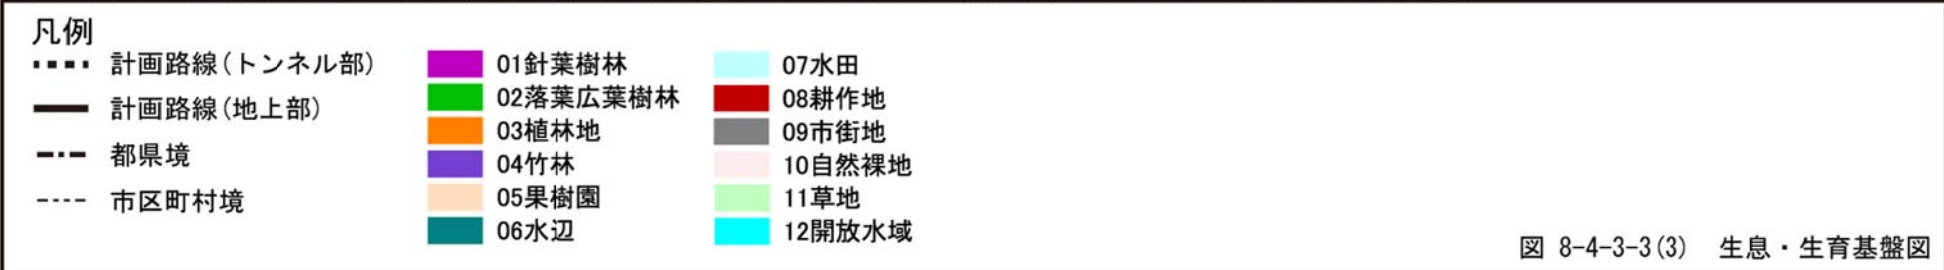 凡例
計画路線(トンネル部)
計画路線(地上部)
都県境
市区町村境
01針葉樹林
02落葉広葉樹林
03植林地
04竹林
05果樹園
06水辺
07水田
08耕作地
09市街地
10自然裸地
11草地
12開放水域
図 8-4-3-3(3) 生息・生育基盤図